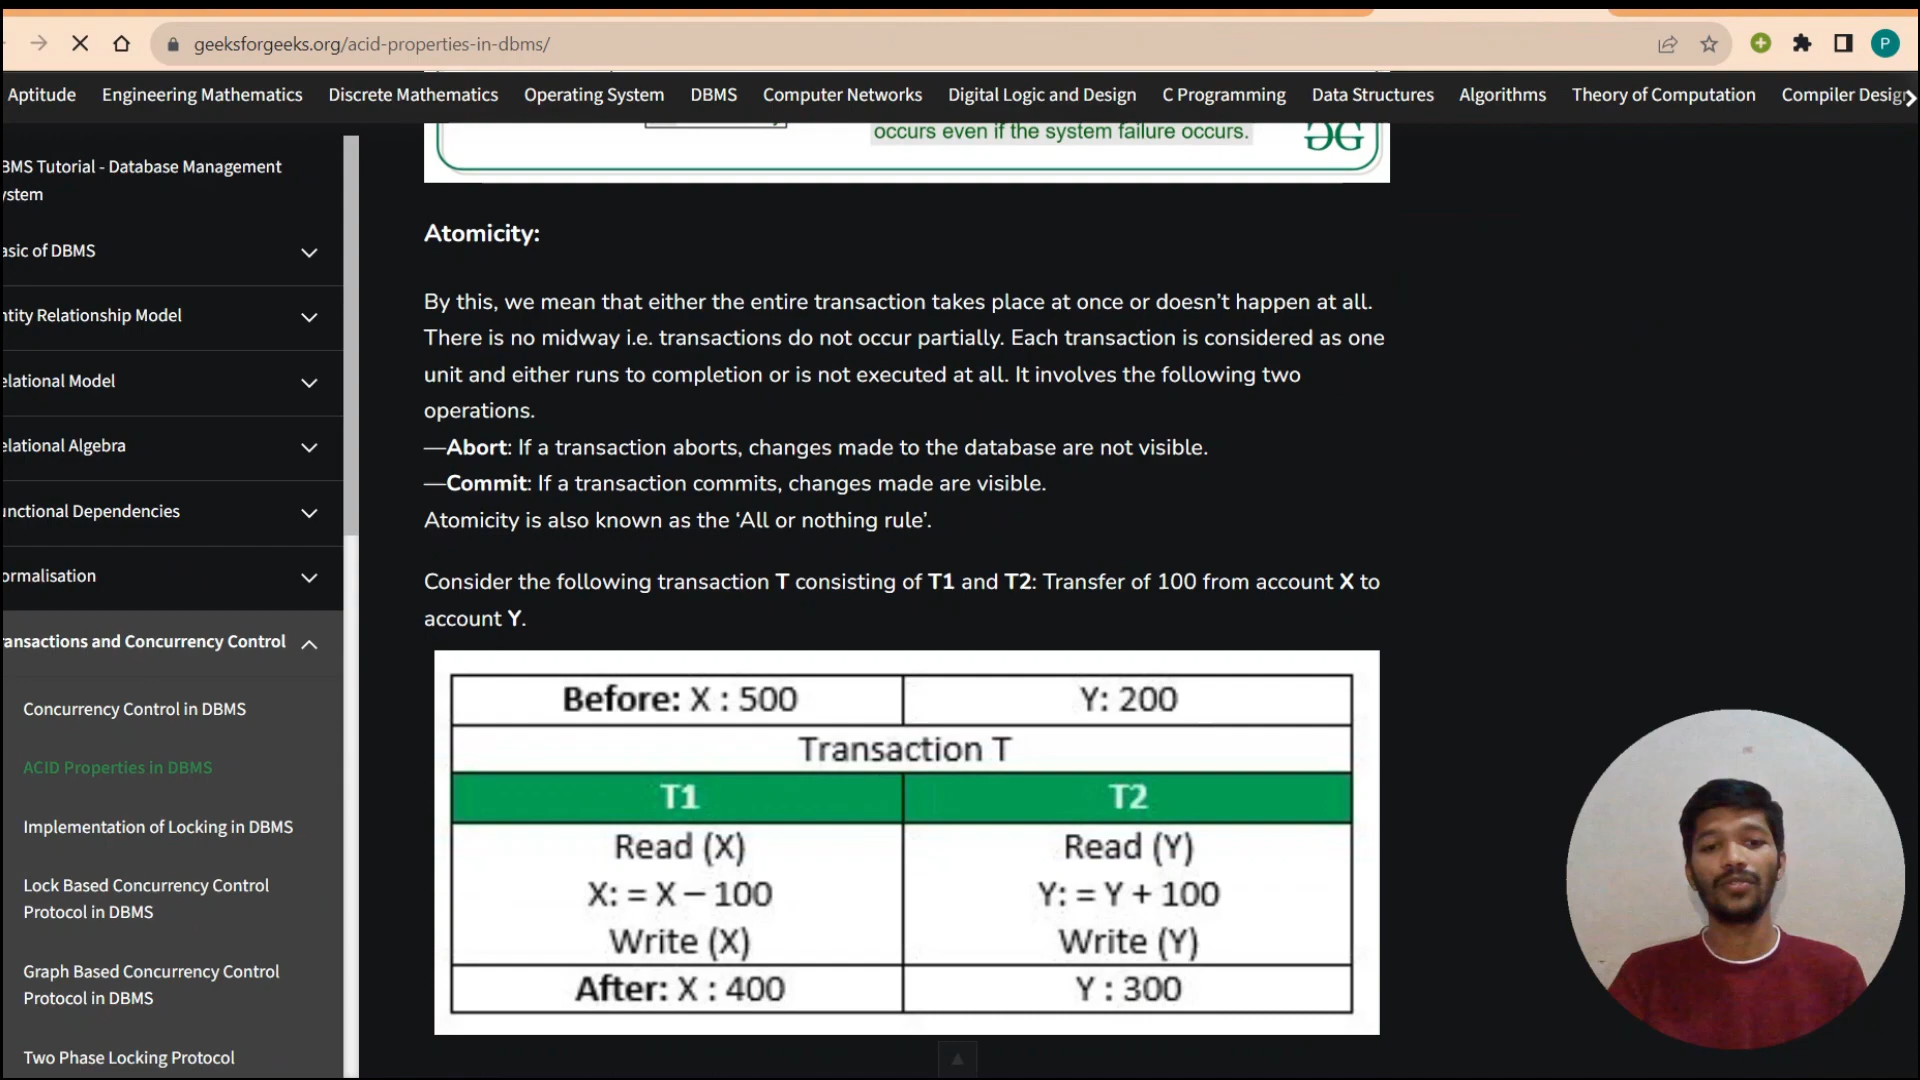 geeksforgeeks.org/acid-properties-in-dbms/
P
Aptitude Engineering Mathematics Discrete Mathematics Operating System DBMS Computer Networks Digital Logic and Design C Programming Data Structures Algorithms Theory of Computation Compiler Desig
BMS Tutorial - Database Management
ystem
asic of DBMS
ntity Relationship Model
elational Model
elational Algebra
unctional Dependencies
ormalisation
ransactions and Concurrency Control
Concurrency Control in DBMS
ACID Properties in DBMS
Implementation of Locking in DBMS
Lock Based Concurrency Control
Protocol in DBMS
Graph Based Concurrency Control
Protocol in DBMS
Two Phase Locking Protocol
occurs even if the system failure occurs.
Atomicity:
By this, we mean that either the entire transaction takes place at once or doesn’t happen at all.
There is no midway i.e. transactions do not occur partially. Each transaction is considered as one
unit and either runs to completion or is not executed at all. It involves the following two
operations.
—Abort: If a transaction aborts, changes made to the database are not visible.
—Commit: If a transaction commits, changes made are visible.
Atomicity is also known as the ‘All or nothing rule’.
Consider the following transaction T consisting of T1 and T2: Transfer of 100 from account X to
account Y.
Before: X : 500 Y: 200
Transaction T
T1 T2
Read (X) Read (Y)
X: = X – 100 Y: = Y + 100
Write (X) Write (Y)
After: X : 400 Y : 300